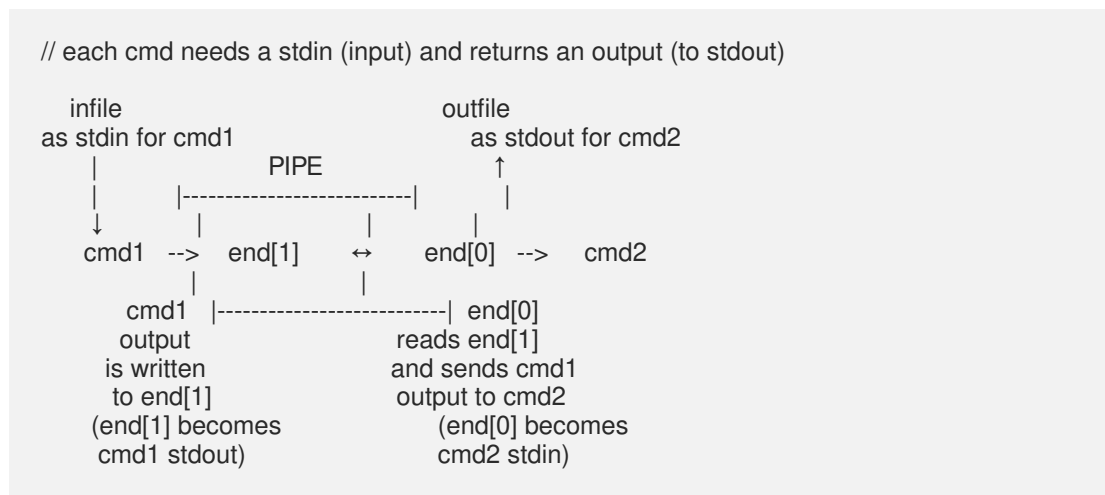 // each cmd needs a stdin (input) and returns an output (to stdout)
infile                                             outfile
as stdin for cmd1                              as stdout for cmd2
|                       PIPE                        ↑
|           |---------------------------|            |
↓             |                       |              |
cmd1   -->    end[1]       ↔       end[0]   -->     cmd2
|                       |
cmd1   |---------------------------|  end[0]
output                           reads end[1]
is written                        and sends cmd1
to end[1]                        output to cmd2
(end[1] becomes                     (end[0] becomes
cmd1 stdout)                        cmd2 stdin)